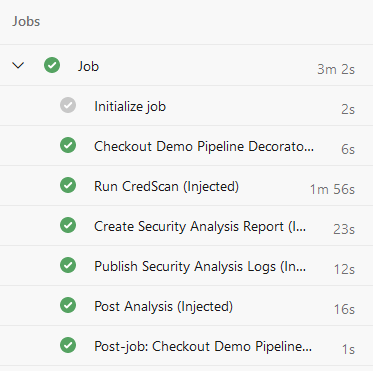 Jobs
Job 3m 2s
Initialize job 2s
Checkout Demo Pipeline Decorato... 6s
Run CredScan (Injected) 1m 56s
Create Security Analysis Report (I... 23s
Publish Security Analysis Logs (In... 12s
Post Analysis (Injected) 16s
Post-job: Checkout Demo Pipeline... 1s